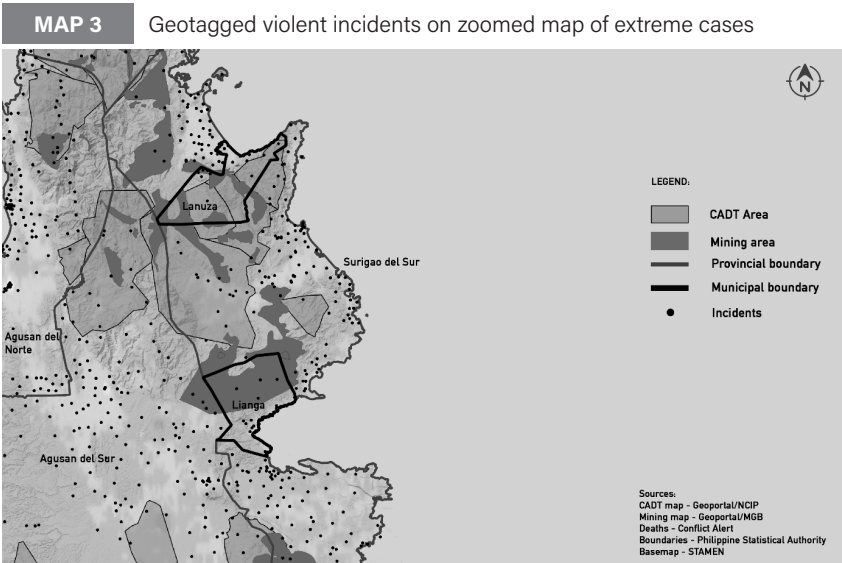 MAP 3
Geotagged violent incidents on zoomed map of extreme cases
N
LEGEND:
CADT Area
Mining area
Provincial boundary
Municipal boundary
Incidents
Lanuza
Surigao del Sur
Agusan del
Norte
Lianga
Agusan del Sur
Sources:
CADT map - Geoportal/NCIP
Mining map - Geoportal/MGB
Deaths - Conflict Alert
Boundaries - Philippine Statistical Authority
Basemap - STAMEN